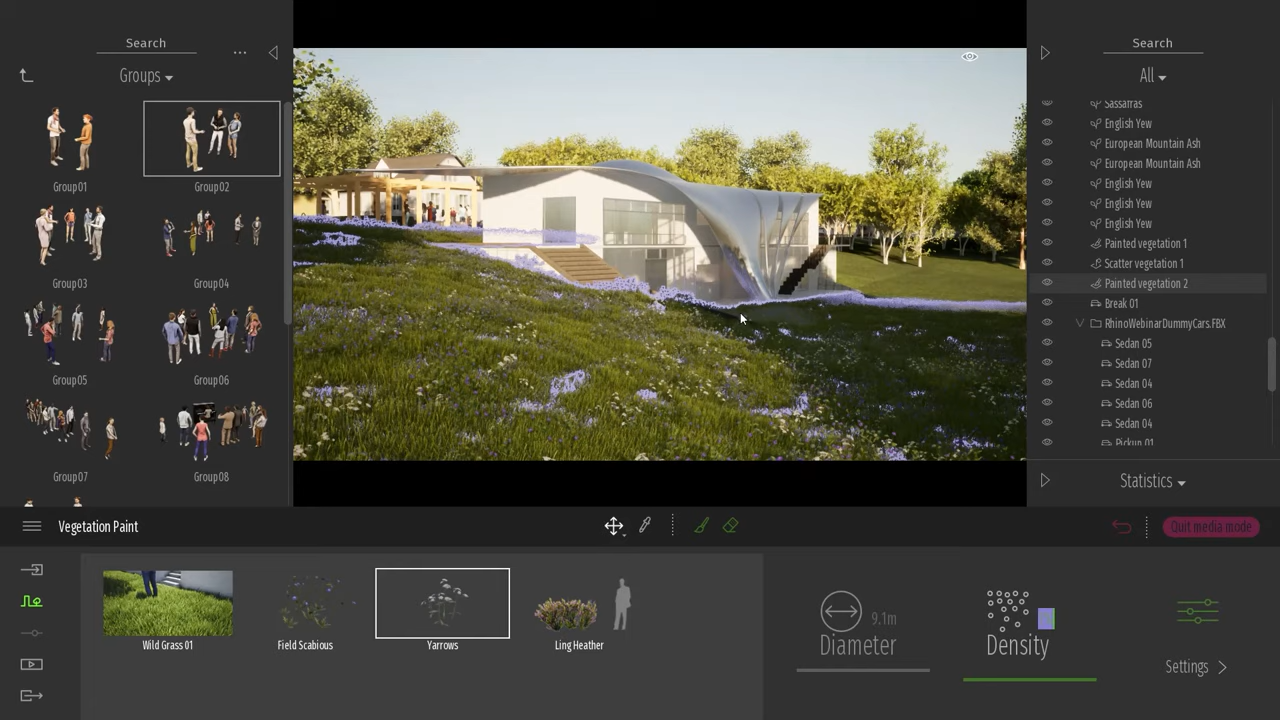 Search
Groups
Group01
Group02
Group03
Group04
Group05
Group06
Group07
Group08
Search
All
Sassafras
English Yew
European Mountain Ash
European Mountain Ash
English Yew
English Yew
English Yew
Painted vegetation 1
Scatter vegetation 1
Painted vegetation 2
Break 01
RhinoWebinarDummyCars.FBX
Sedan 05
Sedan 07
Sedan 04
Sedan 06
Sedan 04
Pickup 01
Statistics
Vegetation Paint
Quit media mode
Wild Grass 01
Field Scabious
Yarrows
Ling Heather
9.1m
Diameter
Density
Settings